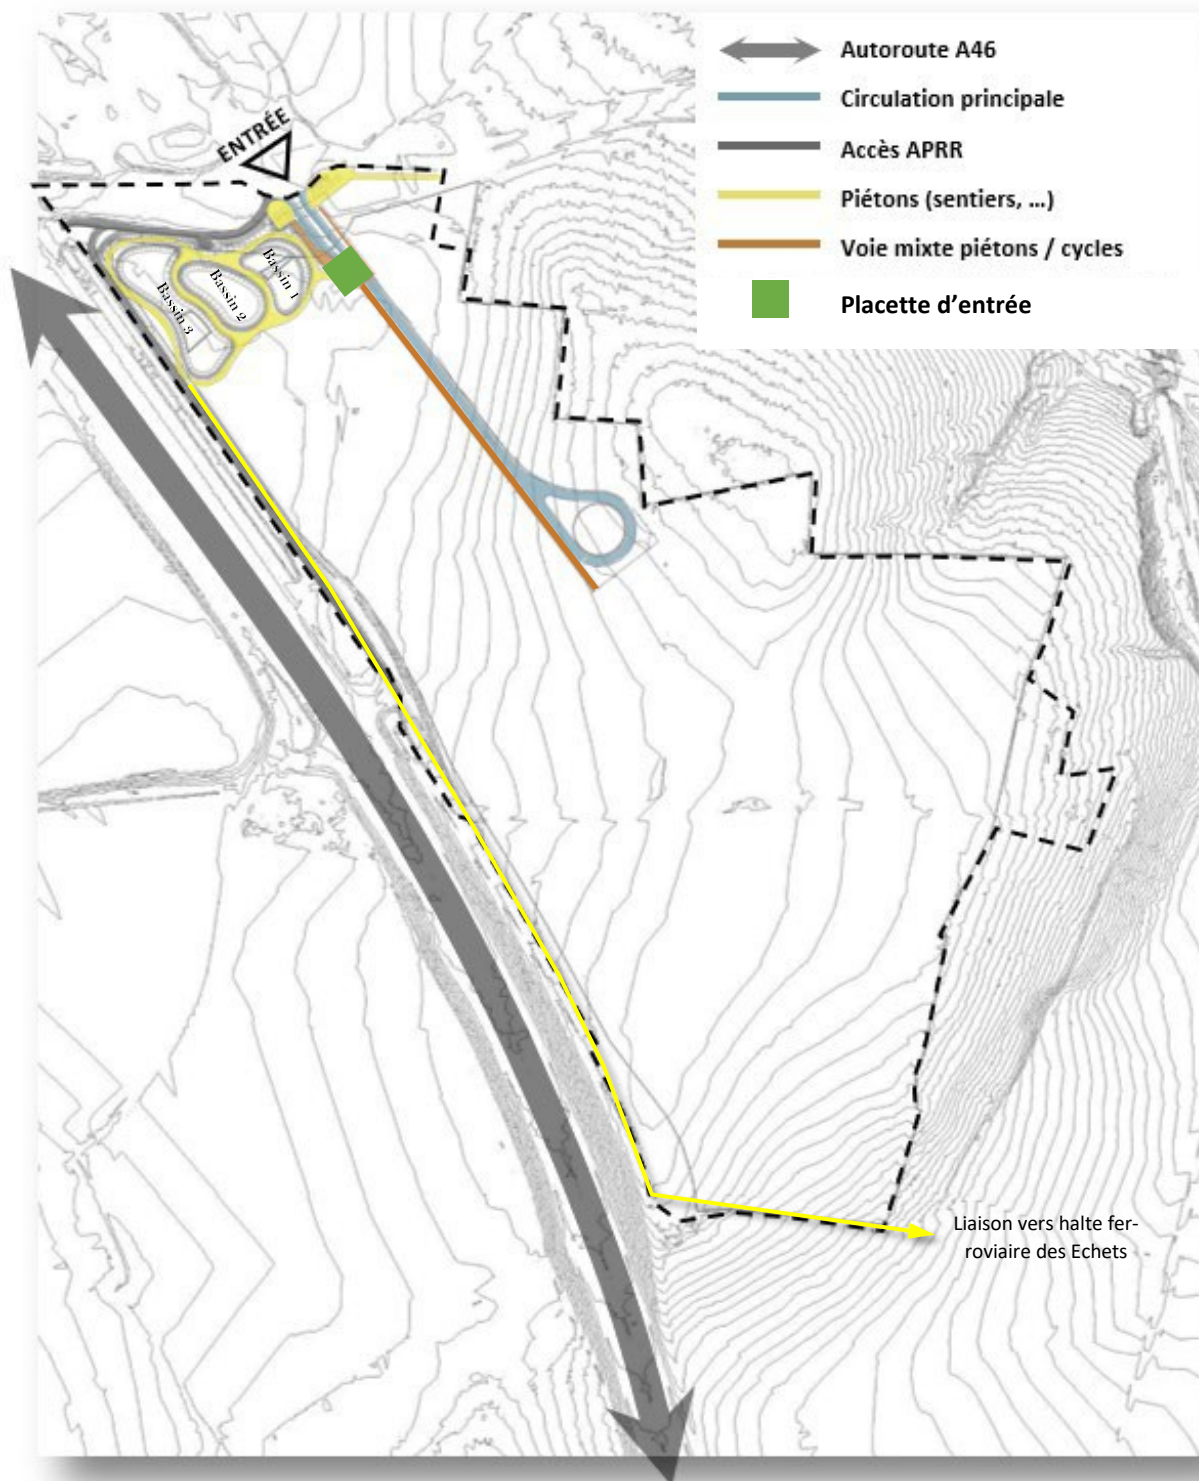 Autoroute A46
Circulation principale
Accès APRR
Piétons (sentiers, ...)
Voie mixte piétons / cycles
Placette d'entrée
ENTRÉE
Bassin 1
Bassin 2
Bassin 3
Liaison vers halte fer-
roviaire des Echets